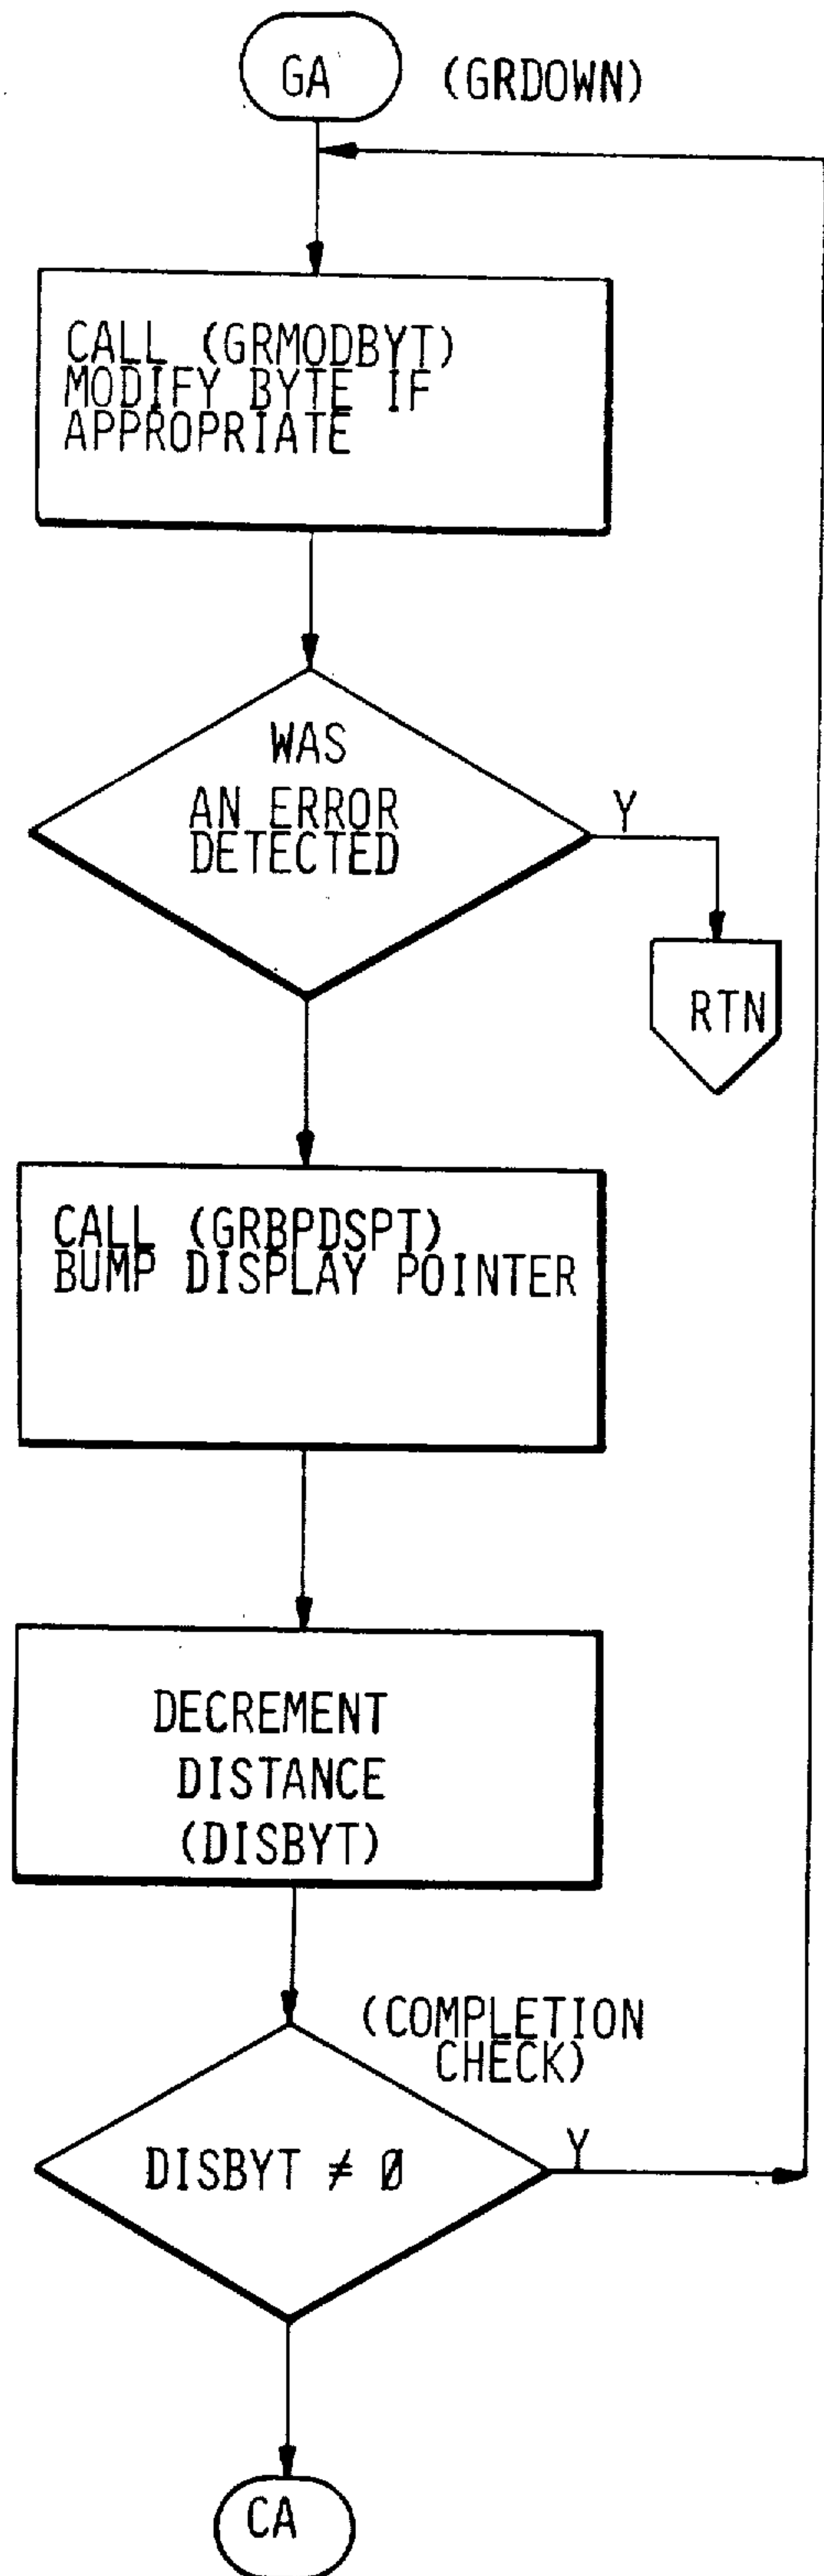 GA (GRDOWN)
CALL (GRMODBYT)
MODIFY BYTE IF
APPROPRIATE
WAS
AN ERROR
DETECTED
Y
RTN
CALL (GRBPDSPT)
BUMP DISPLAY POINTER
DECREMENT
DISTANCE
(DISBYT)
(COMPLETION
CHECK)
DISBYT ≠ Ø
Y
CA